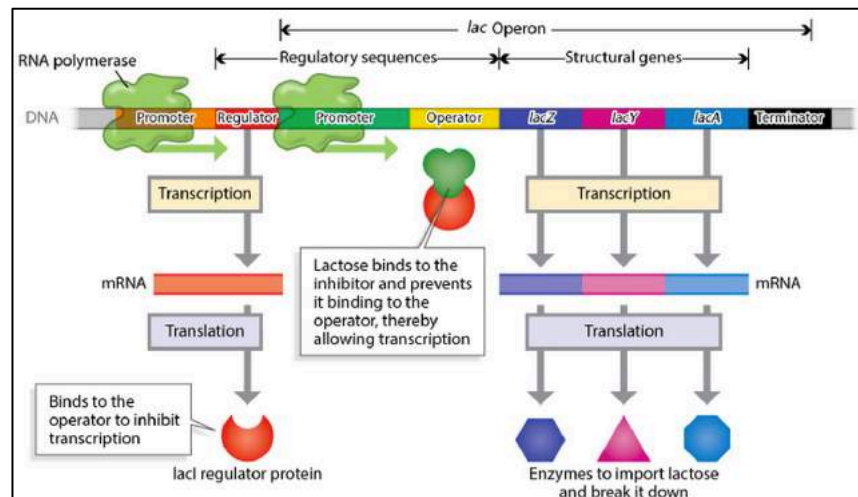 lac Operon
Regulatory sequences
Structural genes
RNA polymerase
DNA
Promoter
Regulator
Promoter
Operator
lacZ
lacY
lacA
Terminator
Transcription
Transcription
mRNA
Lactose binds to the
inhibitor and prevents
it binding to the
operator, thereby
allowing transcription
mRNA
Translation
Translation
Binds to the
operator to inhibit
transcription
lacI regulator protein
Enzymes to import lactose
and break it down